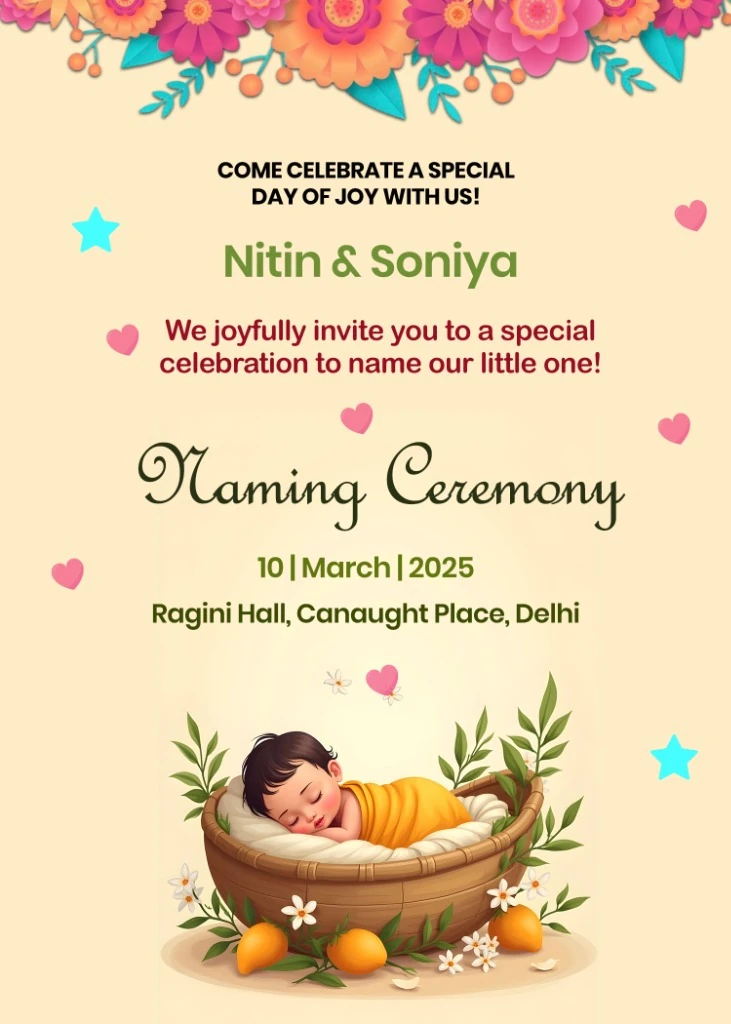 COME CELEBRATE A SPECIAL
DAY OF JOY WITH US!
Nitin & Soniya
We joyfully invite you to a special
celebration to name our little one!
Naming Ceremony
10 | March | 2025
Ragini Hall, Canaught Place, Delhi